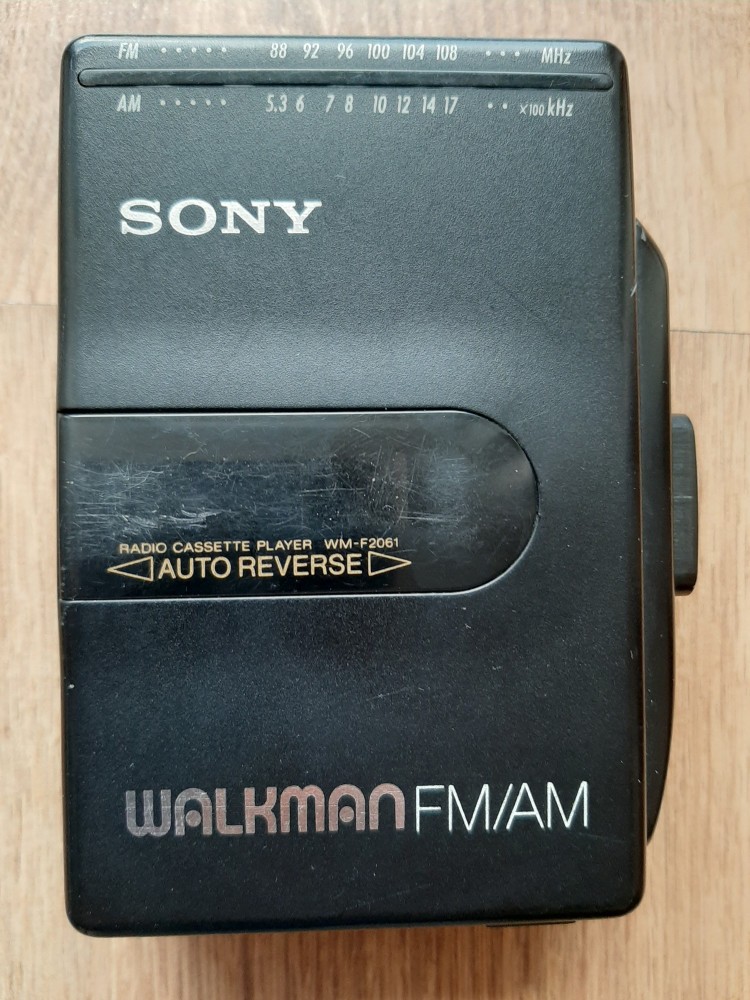 FM ····· 88 92 96 100 104 108 ··· MHz
AM ····· 5.3 6 7 8 10 12 14 17 ·· ×100 kHz
SONY
RADIO CASSETTE PLAYER WM-F2061
◁ AUTO REVERSE ▷
WALKMAN FM/AM